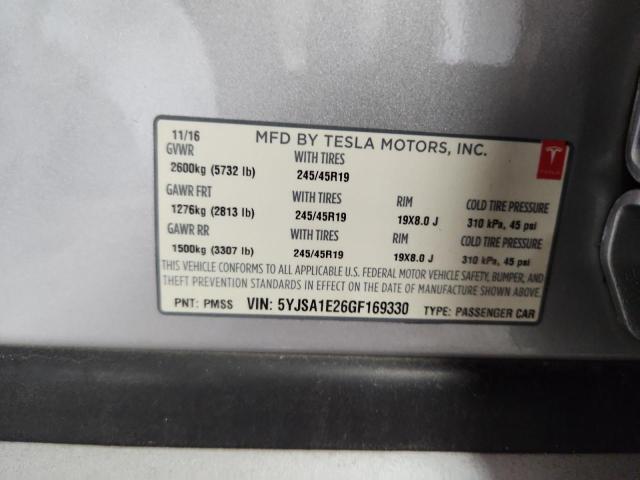 11/16 MFD BY TESLA MOTORS, INC.
GVWR WITH TIRES
2600kg (5732 lb) 245/45R19
GAWR FRT WITH TIRES RIM COLD TIRE PRESSURE
1276kg (2813 lb) 245/45R19 19X8.0 J 310 kPa, 45 psi
GAWR RR WITH TIRES RIM COLD TIRE PRESSURE
1500kg (3307 lb) 245/45R19 19X8.0 J 310 kPa, 45 psi
THIS VEHICLE CONFORMS TO ALL APPLICABLE U.S. FEDERAL MOTOR VEHICLE SAFETY, BUMPER, AND
THEFT PREVENTION STANDARDS IN EFFECT ON THE DATE OF MANUFACTURE SHOWN ABOVE.
PNT: PMSS VIN: 5YJSA1E26GF169330 TYPE: PASSENGER CAR